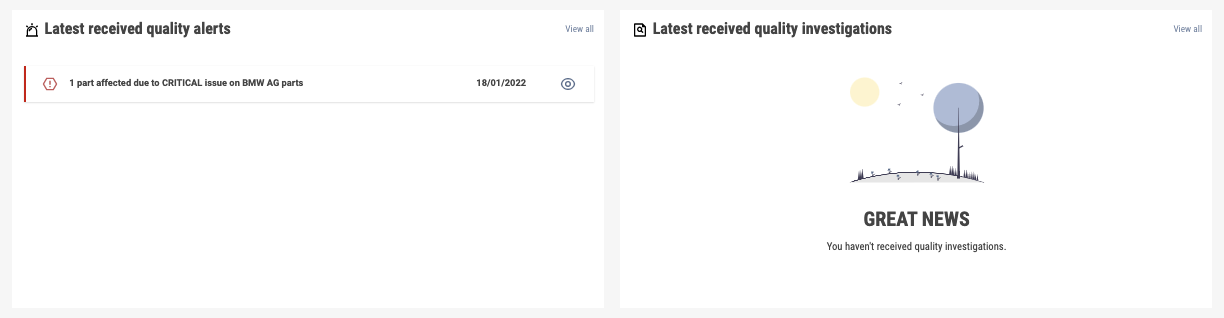 Latest received quality alerts
View all
1 part affected due to CRITICAL issue on BMW AG parts
18/01/2022
Latest received quality investigations
View all
GREAT NEWS
You haven't received quality investigations.